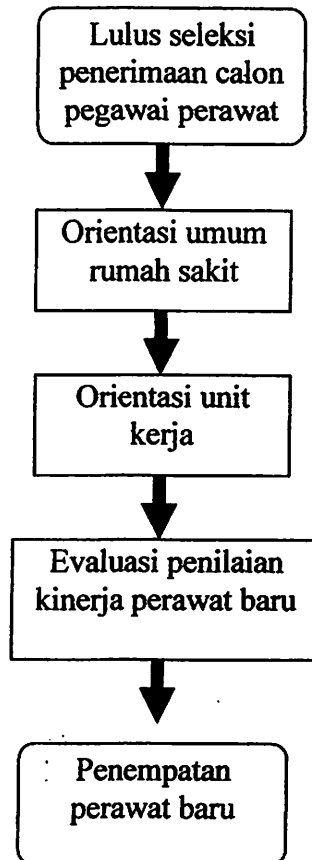 Lulus seleksi
penerimaan calon
pegawai perawat
Orientasi umum
rumah sakit
Orientasi unit
kerja
Evaluasi penilaian
kinerja perawat baru
Penempatan
perawat baru